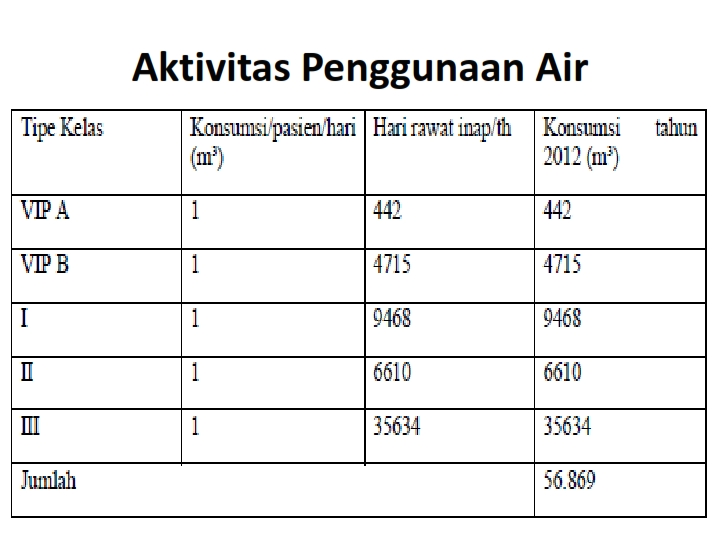 Aktivitas Penggunaan Air
Tipe Kelas Konsumsi/pasien/hari (m³) Hari rawat inap/th Konsumsi tahun 2012 (m³)
VIP A 1 442 442
VIP B 1 4715 4715
I 1 9468 9468
II 1 6610 6610
III 1 35634 35634
Jumlah 56.869